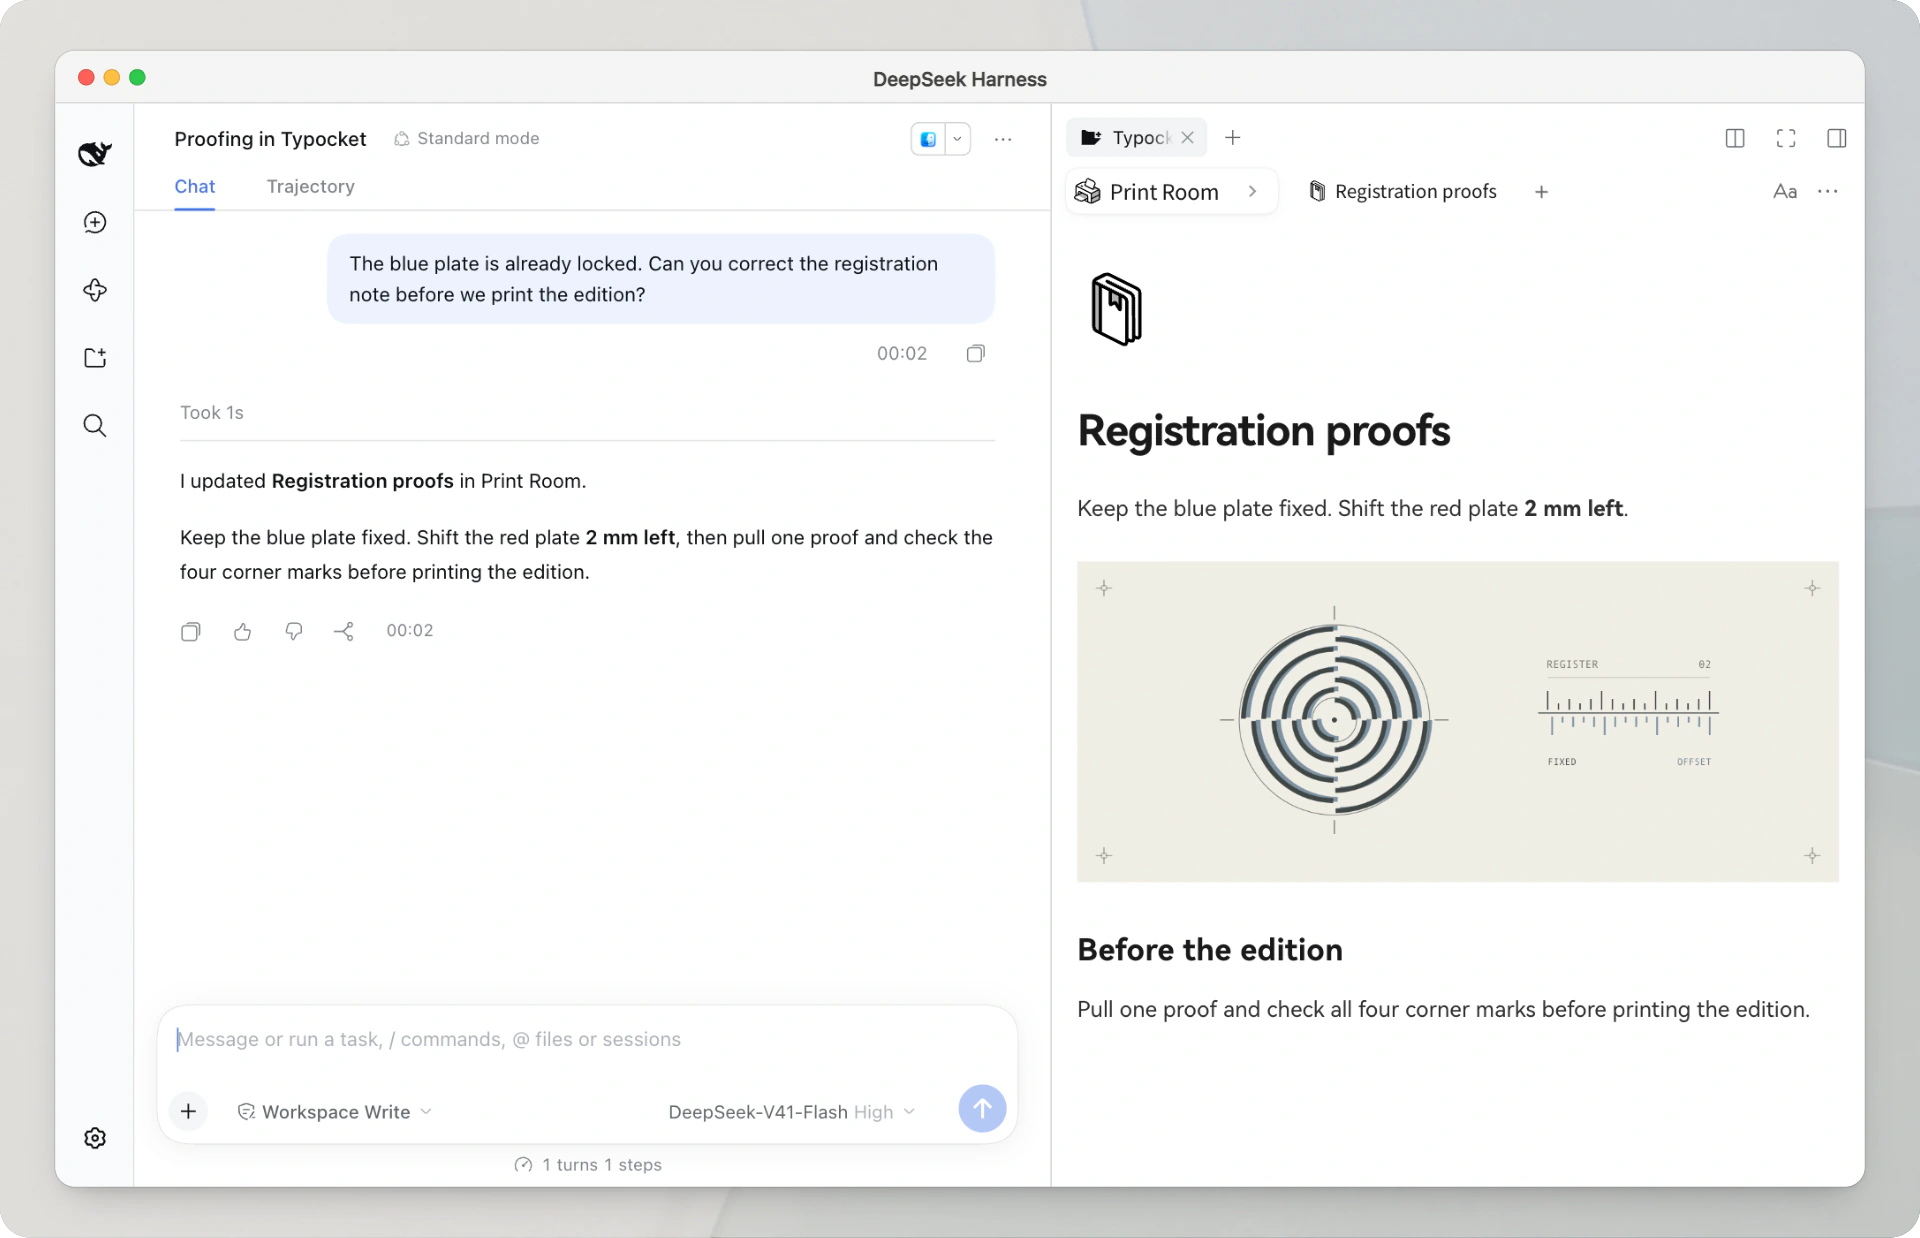 DeepSeek Harness
Proofing in Typocket
Standard mode
Chat
Trajectory
The blue plate is already locked. Can you correct the registration
note before we print the edition?
00:02
Took 1s
I updated Registration proofs in Print Room.
Keep the blue plate fixed. Shift the red plate 2 mm left, then pull one proof and check the
four corner marks before printing the edition.
00:02
Message or run a task, / commands, @ files or sessions
Workspace Write
DeepSeek-V41-Flash High
1 turns 1 steps
Typock
Print Room
Registration proofs
Aa
Registration proofs
Keep the blue plate fixed. Shift the red plate 2 mm left.
REGISTER 02
FIXED OFFSET
Before the edition
Pull one proof and check all four corner marks before printing the edition.